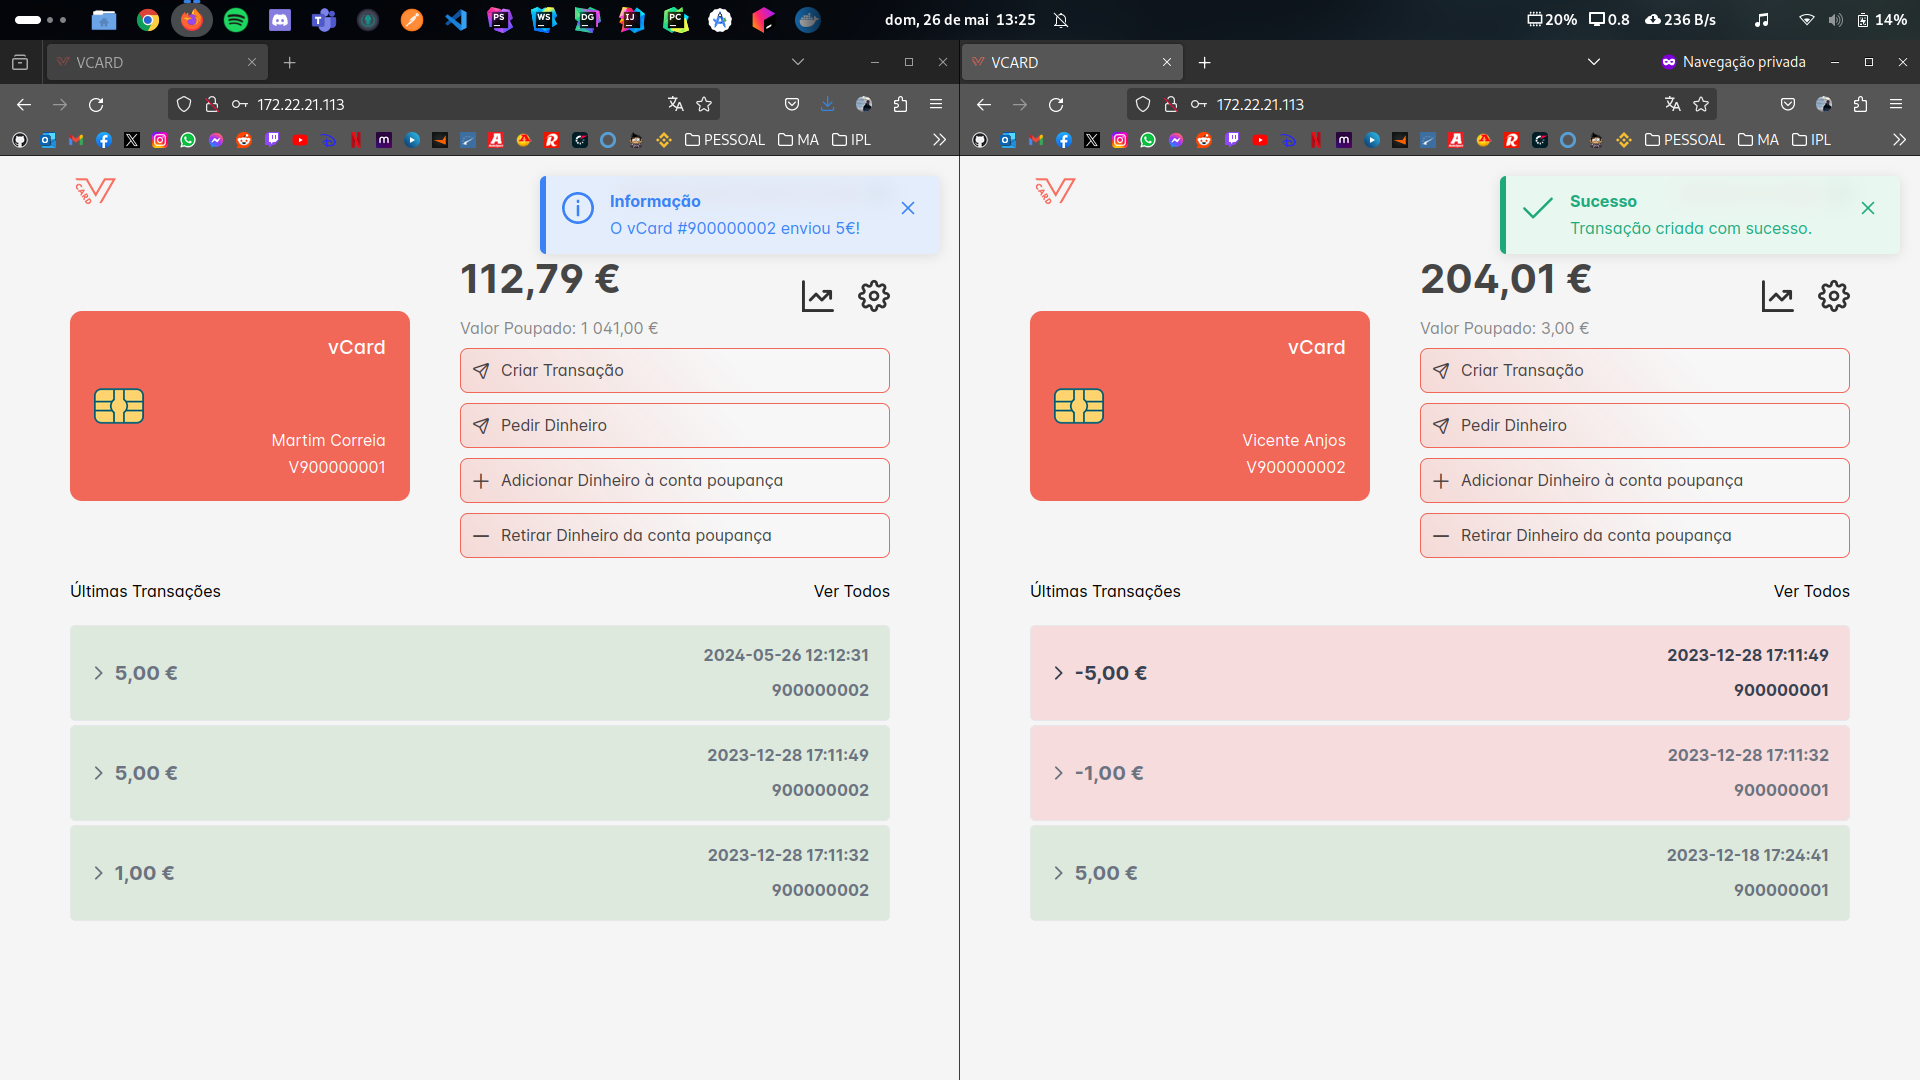 dom, 26 de mai 13:25
20% 0.8 236 B/s 14%
VCARD
172.22.21.113
PESSOAL MA IPL
CARD
Informação
O vCard #900000002 enviou 5€!
112,79 €
Valor Poupado: 1 041,00 €
vCard
Martim Correia
V900000001
Criar Transação
Pedir Dinheiro
Adicionar Dinheiro à conta poupança
Retirar Dinheiro da conta poupança
Últimas Transações Ver Todos
5,00 €
2024-05-26 12:12:31
900000002
5,00 €
2023-12-28 17:11:49
900000002
1,00 €
2023-12-28 17:11:32
900000002
VCARD
Navegação privada
172.22.21.113
PESSOAL MA IPL
CARD
Sucesso
Transação criada com sucesso.
204,01 €
Valor Poupado: 3,00 €
vCard
Vicente Anjos
V900000002
Criar Transação
Pedir Dinheiro
Adicionar Dinheiro à conta poupança
Retirar Dinheiro da conta poupança
Últimas Transações Ver Todos
-5,00 €
2023-12-28 17:11:49
900000001
-1,00 €
2023-12-28 17:11:32
900000001
5,00 €
2023-12-18 17:24:41
900000001